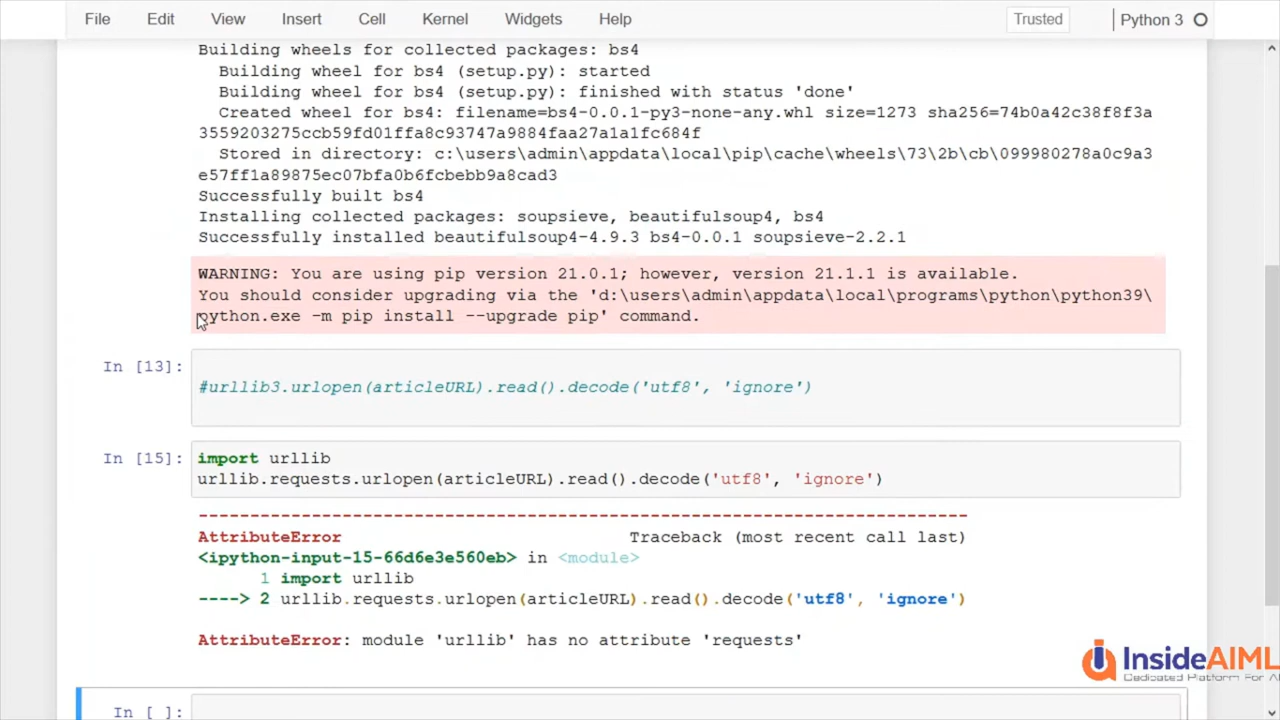 File Edit View Insert Cell Kernel Widgets Help Trusted Python 3
Building wheels for collected packages: bs4
Building wheel for bs4 (setup.py): started
Building wheel for bs4 (setup.py): finished with status 'done'
Created wheel for bs4: filename=bs4-0.0.1-py3-none-any.whl size=1273 sha256=74b0a42c38f8f3a
3559203275ccb59fd01ffa8c93747a9884faa27a1a1fc684f
Stored in directory: c:\users\admin\appdata\local\pip\cache\wheels\73\2b\cb\099980278a0c9a3
e57ff1a89875ec07bfa0b6fcbebb9a8cad3
Successfully built bs4
Installing collected packages: soupsieve, beautifulsoup4, bs4
Successfully installed beautifulsoup4-4.9.3 bs4-0.0.1 soupsieve-2.2.1
WARNING: You are using pip version 21.0.1; however, version 21.1.1 is available.
You should consider upgrading via the 'd:\users\admin\appdata\local\programs\python\python39\
python.exe -m pip install --upgrade pip' command.
In [13]:
#urllib3.urlopen(articleURL).read().decode('utf8', 'ignore')
In [15]: import urllib
urllib.requests.urlopen(articleURL).read().decode('utf8', 'ignore')
---------------------------------------------------------------------------
AttributeError Traceback (most recent call last)
<ipython-input-15-66d6e3e560eb> in <module>
1 import urllib
----> 2 urllib.requests.urlopen(articleURL).read().decode('utf8', 'ignore')
AttributeError: module 'urllib' has no attribute 'requests'
InsideAIML
Dedicated Platform For
In [ ]: